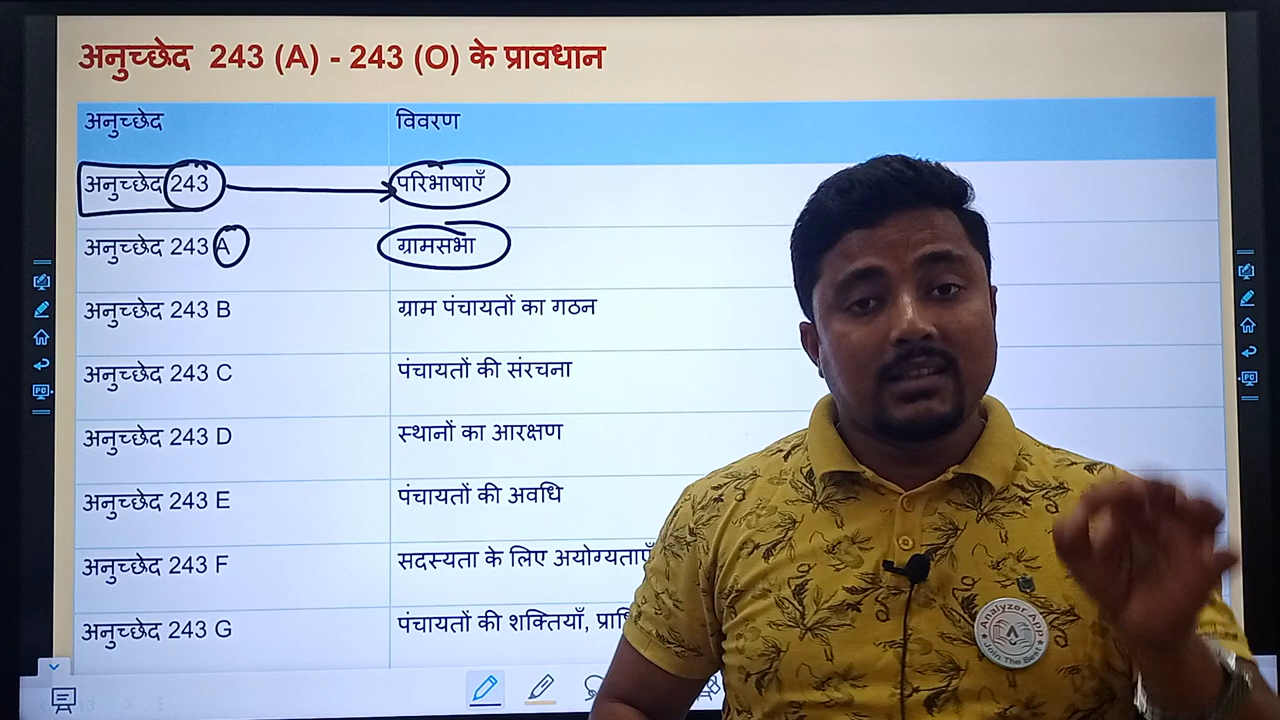 अनुच्छेद 243 (A) - 243 (O) के प्रावधान
अनुच्छेद विवरण
अनुच्छेद 243 परिभाषाएँ
अनुच्छेद 243 A ग्रामसभा
अनुच्छेद 243 B ग्राम पंचायतों का गठन
अनुच्छेद 243 C पंचायतों की संरचना
अनुच्छेद 243 D स्थानों का आरक्षण
अनुच्छेद 243 E पंचायतों की अवधि
अनुच्छेद 243 F सदस्यता के लिए अयोग्यताएँ
अनुच्छेद 243 G पंचायतों की शक्तियाँ,
Analyzer App
A
Join The Best
PC
PC